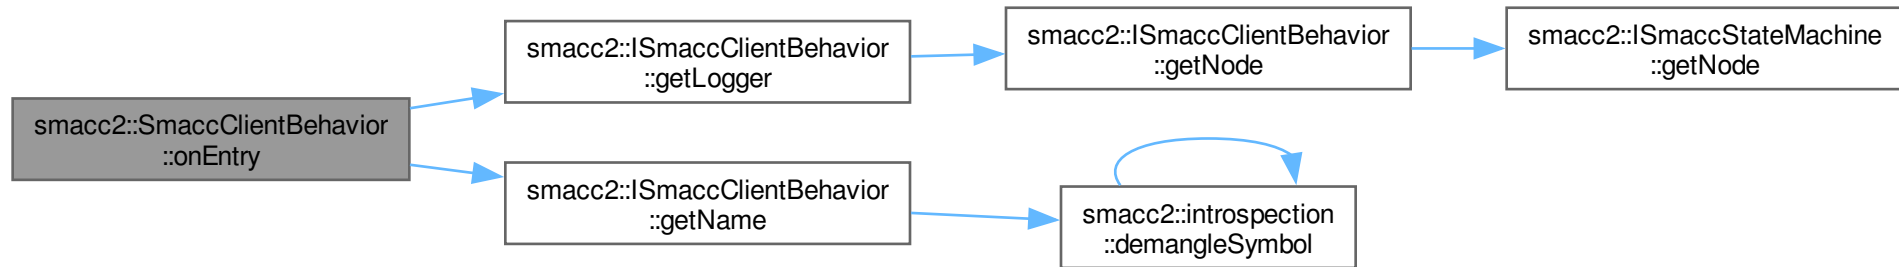 smacc2::SmaccClientBehavior
::onEntry
smacc2::ISmaccClientBehavior
::getLogger
smacc2::ISmaccClientBehavior
::getNode
smacc2::ISmaccStateMachine
::getNode
smacc2::ISmaccClientBehavior
::getName
smacc2::introspection
::demangleSymbol